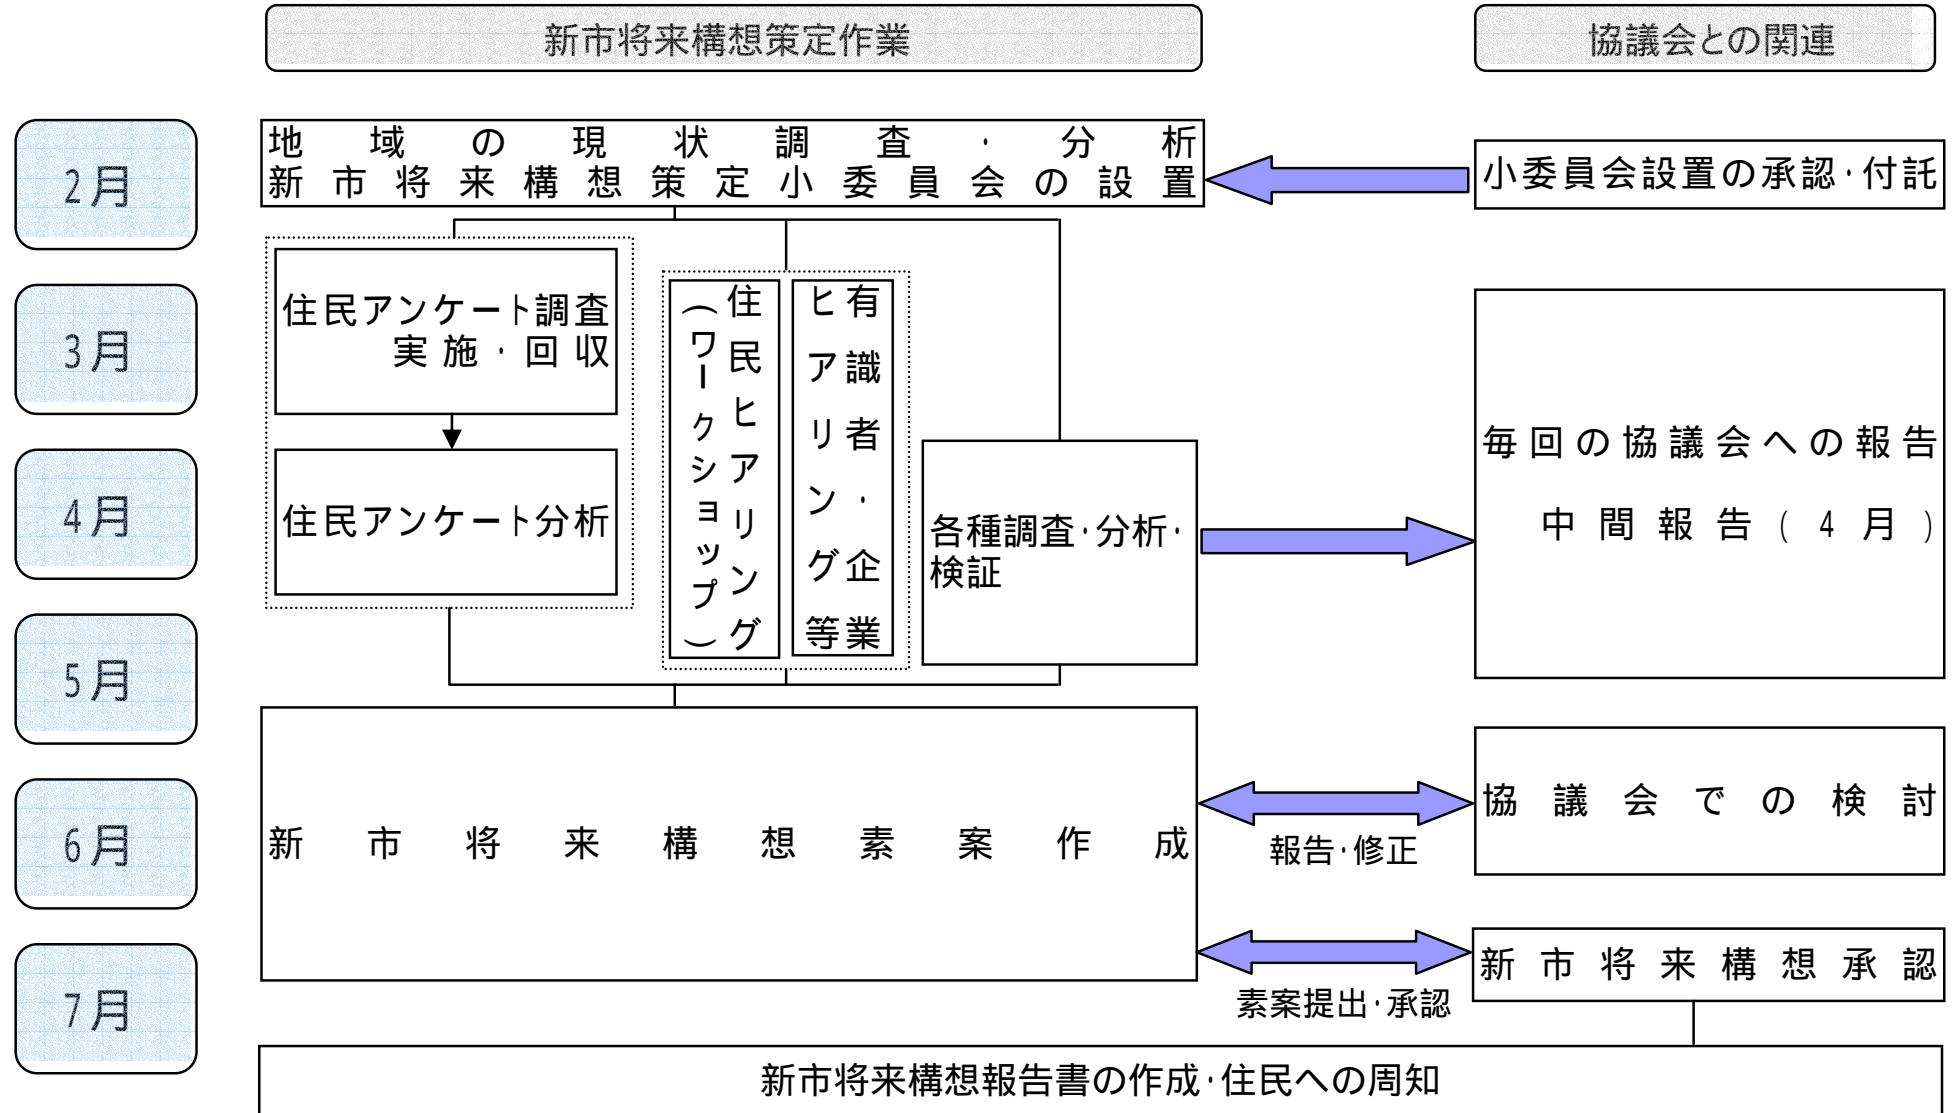 新市将来構想策定作業
協議会との関連
2月
地域の現状調査・分析
新市将来構想策定小委員会の設置
小委員会設置の承認・付託
3月
住民アンケート調査
実施・回収
住民ヒアリング
(ワークショップ)
有識者・企業
ヒアリング等
毎回の協議会への報告
中間報告(4月)
4月
住民アンケート分析
各種調査・分析・
検証
5月
6月
新市将来構想素案作成
協議会での検討
報告・修正
7月
新市将来構想承認
素案提出・承認
新市将来構想報告書の作成・住民への周知